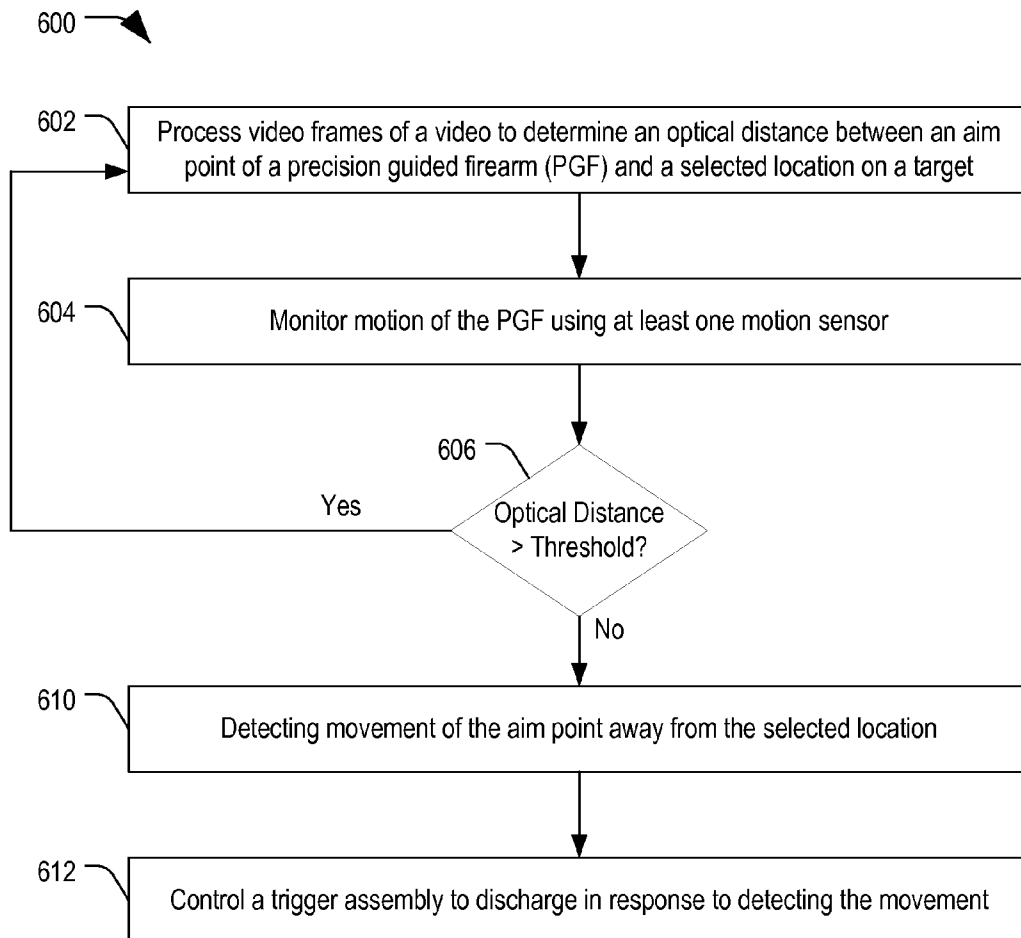 600
602
Process video frames of a video to determine an optical distance between an aim
point of a precision guided firearm (PGF) and a selected location on a target
604
Monitor motion of the PGF using at least one motion sensor
606
Yes
Optical Distance
> Threshold?
No
610
Detecting movement of the aim point away from the selected location
612
Control a trigger assembly to discharge in response to detecting the movement